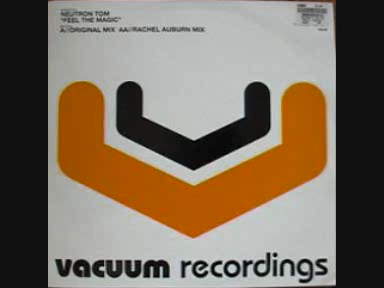 NEUTRON TOM
"FEEL THE MAGIC"
A//ORIGINAL MIX AA//RACHEL AUBURN MIX
vacuum recordings